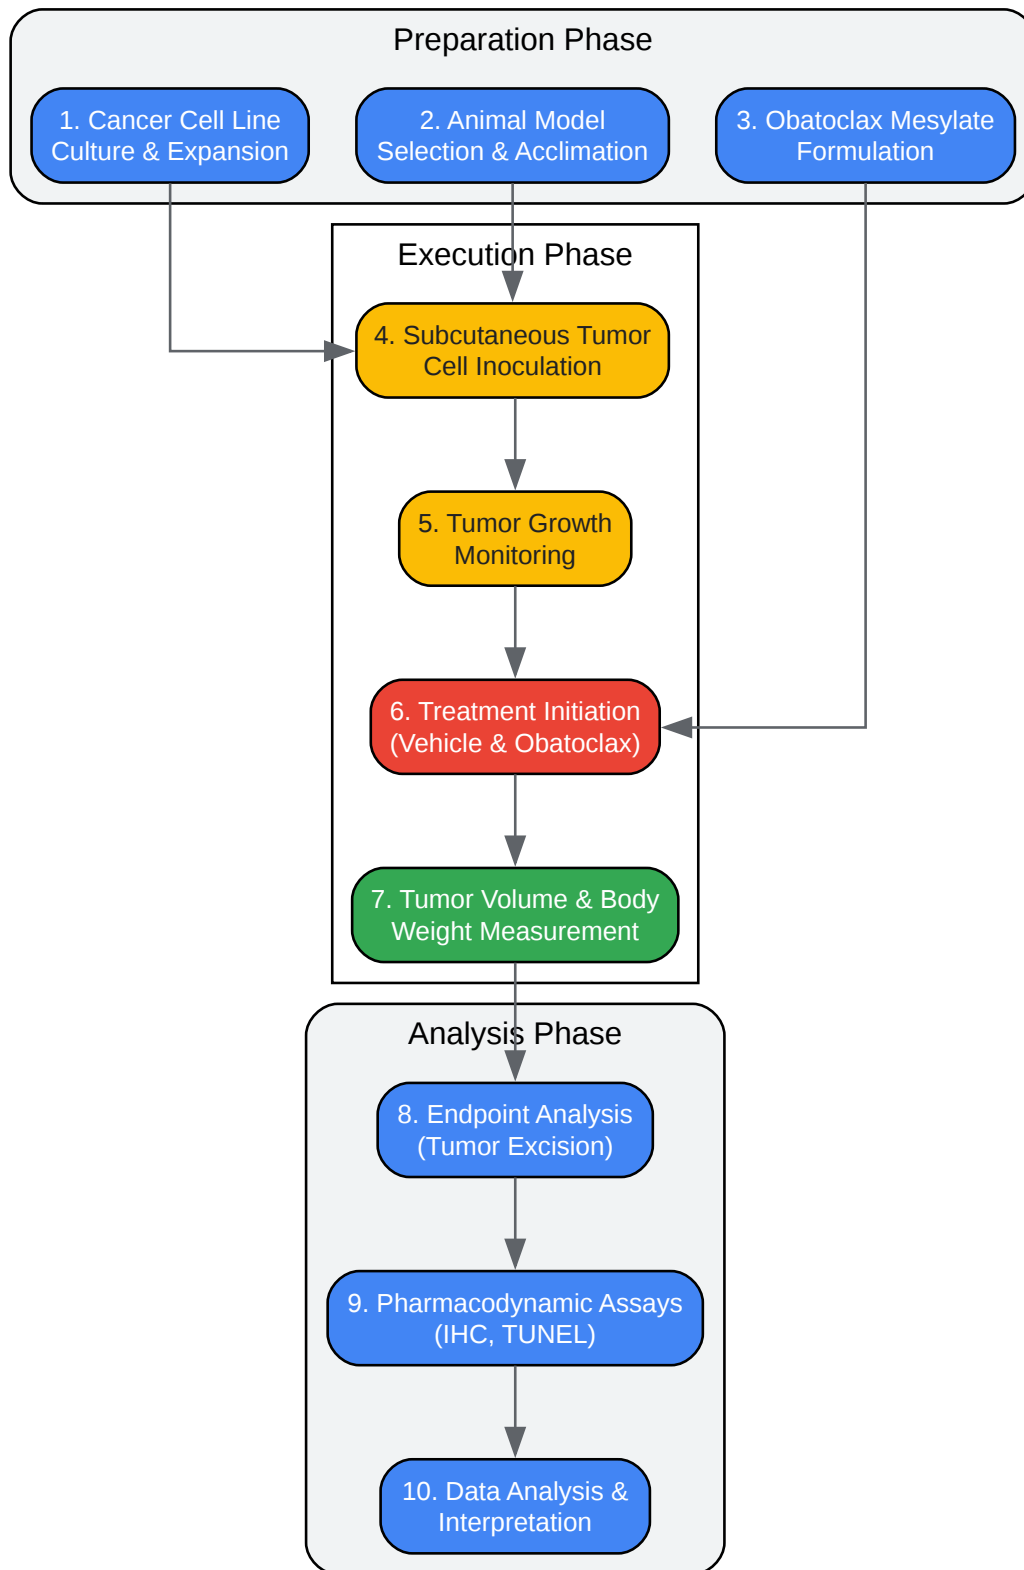 Preparation Phase
1. Cancer Cell Line
Culture & Expansion
2. Animal Model
Selection & Acclimation
3. Obatoclax Mesylate
Formulation
Execution Phase
4. Subcutaneous Tumor
Cell Inoculation
5. Tumor Growth
Monitoring
6. Treatment Initiation
(Vehicle & Obatoclax)
7. Tumor Volume & Body
Weight Measurement
Analysis Phase
8. Endpoint Analysis
(Tumor Excision)
9. Pharmacodynamic Assays
(IHC, TUNEL)
10. Data Analysis &
Interpretation